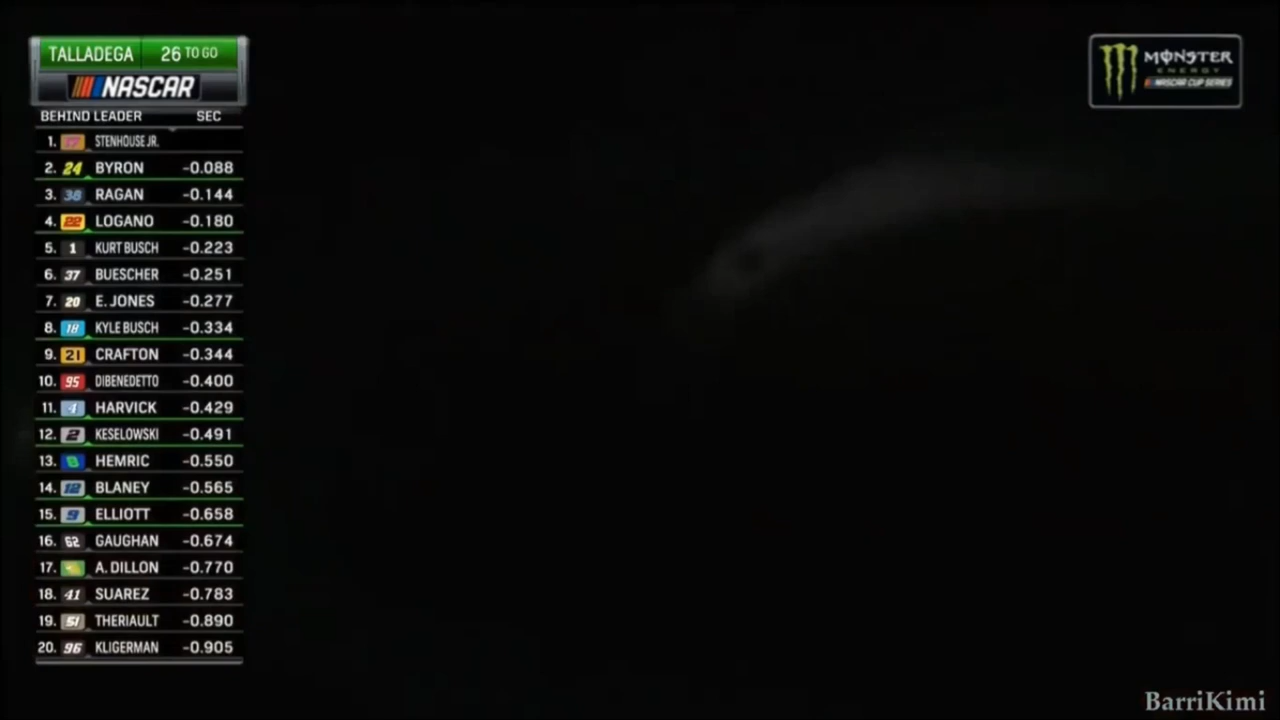 TALLADEGA 26 TO GO
NASCAR
BEHIND LEADER SEC
1. 17 STENHOUSE JR.
2. 24 BYRON -0.088
3. 38 RAGAN -0.144
4. 22 LOGANO -0.180
5. 1 KURT BUSCH -0.223
6. 37 BUESCHER -0.251
7. 20 E. JONES -0.277
8. 18 KYLE BUSCH -0.334
9. 21 CRAFTON -0.344
10. 95 DIBENEDETTO -0.400
11. 4 HARVICK -0.429
12. 2 KESELOWSKI -0.491
13. 8 HEMRIC -0.550
14. 12 BLANEY -0.565
15. 9 ELLIOTT -0.658
16. 62 GAUGHAN -0.674
17. A. DILLON -0.770
18. 41 SUAREZ -0.783
19. 51 THERIAULT -0.890
20. 96 KLIGERMAN -0.905
MONSTER
ENERGY
NASCAR CUP SERIES
BarriKimi